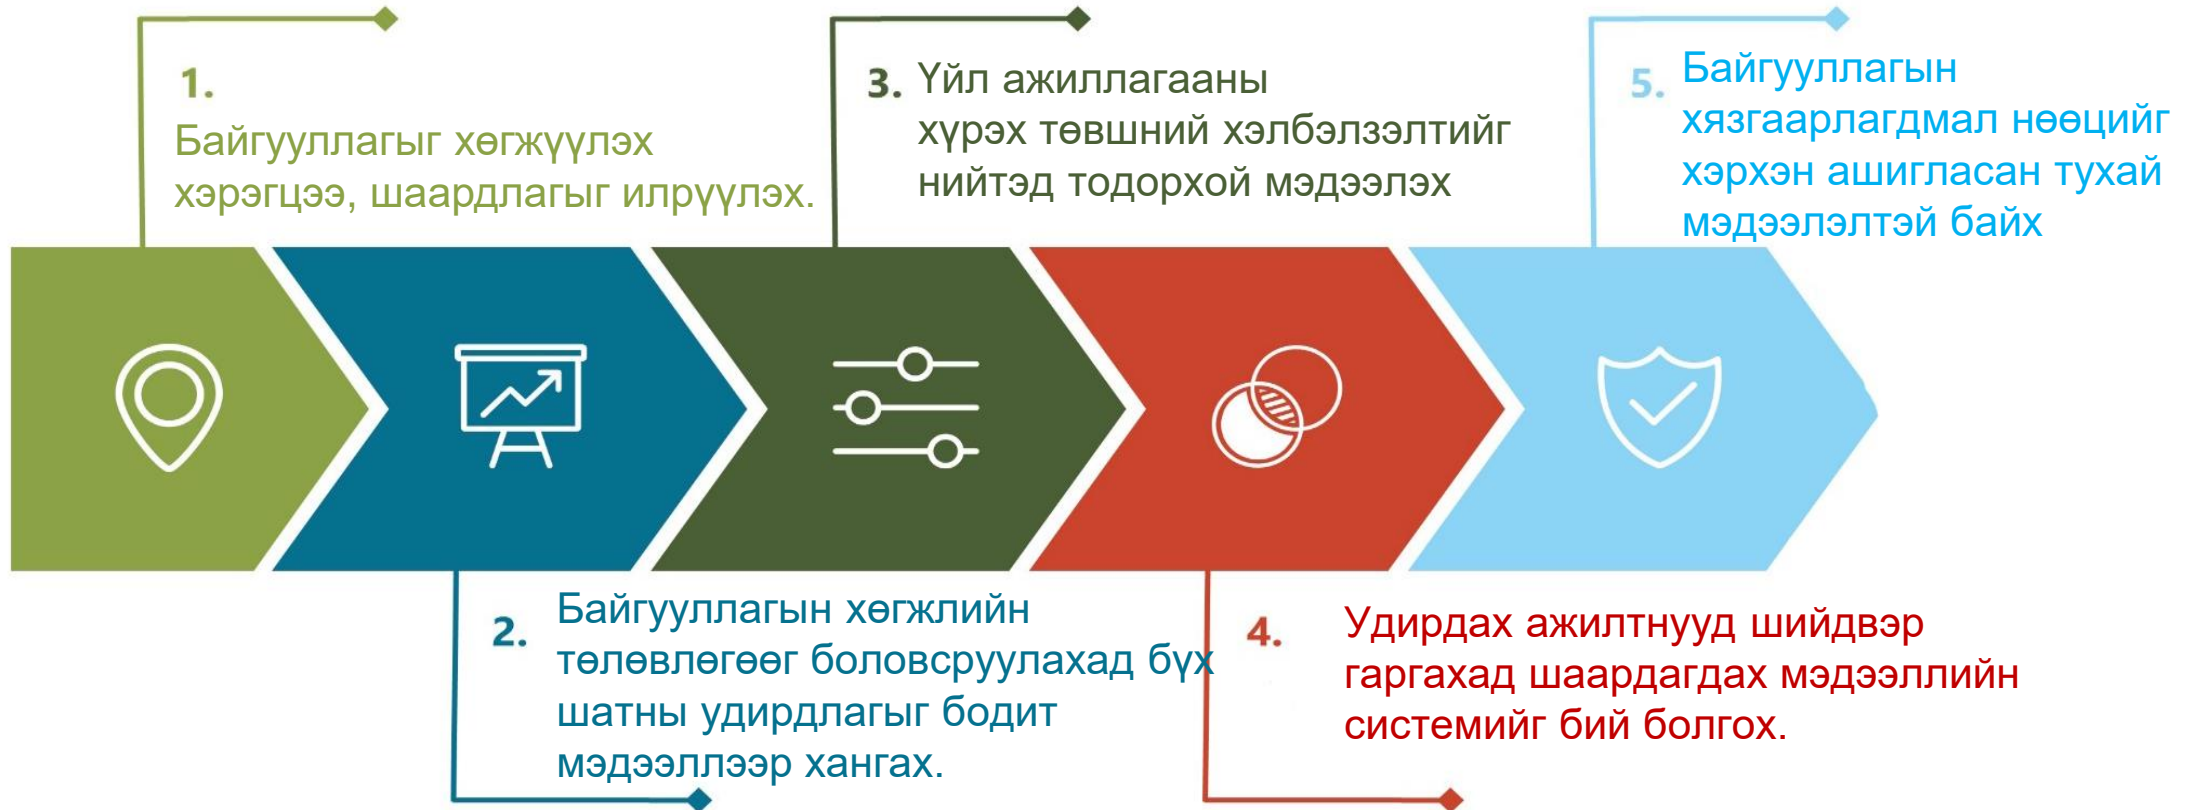 1.
Байгууллагыг хөгжүүлэх
хэрэгцээ, шаардлагыг илрүүлэх.
2. Байгууллагын хөгжлийн
төлөвлөгөөг боловсруулахад бүх
шатны удирдлагыг бодит
мэдээллээр хангах.
3. Үйл ажиллагааны
хүрэх төвшний хэлбэлзэлтийг
нийтэд тодорхой мэдээлэх
4. Удирдах ажилтнууд шийдвэр
гаргахад шаардагдах мэдээллийн
системийг бий болгох.
5. Байгууллагын
хязгаарлагдмал нөөцийг
хэрхэн ашигласан тухай
мэдээлэлтэй байх